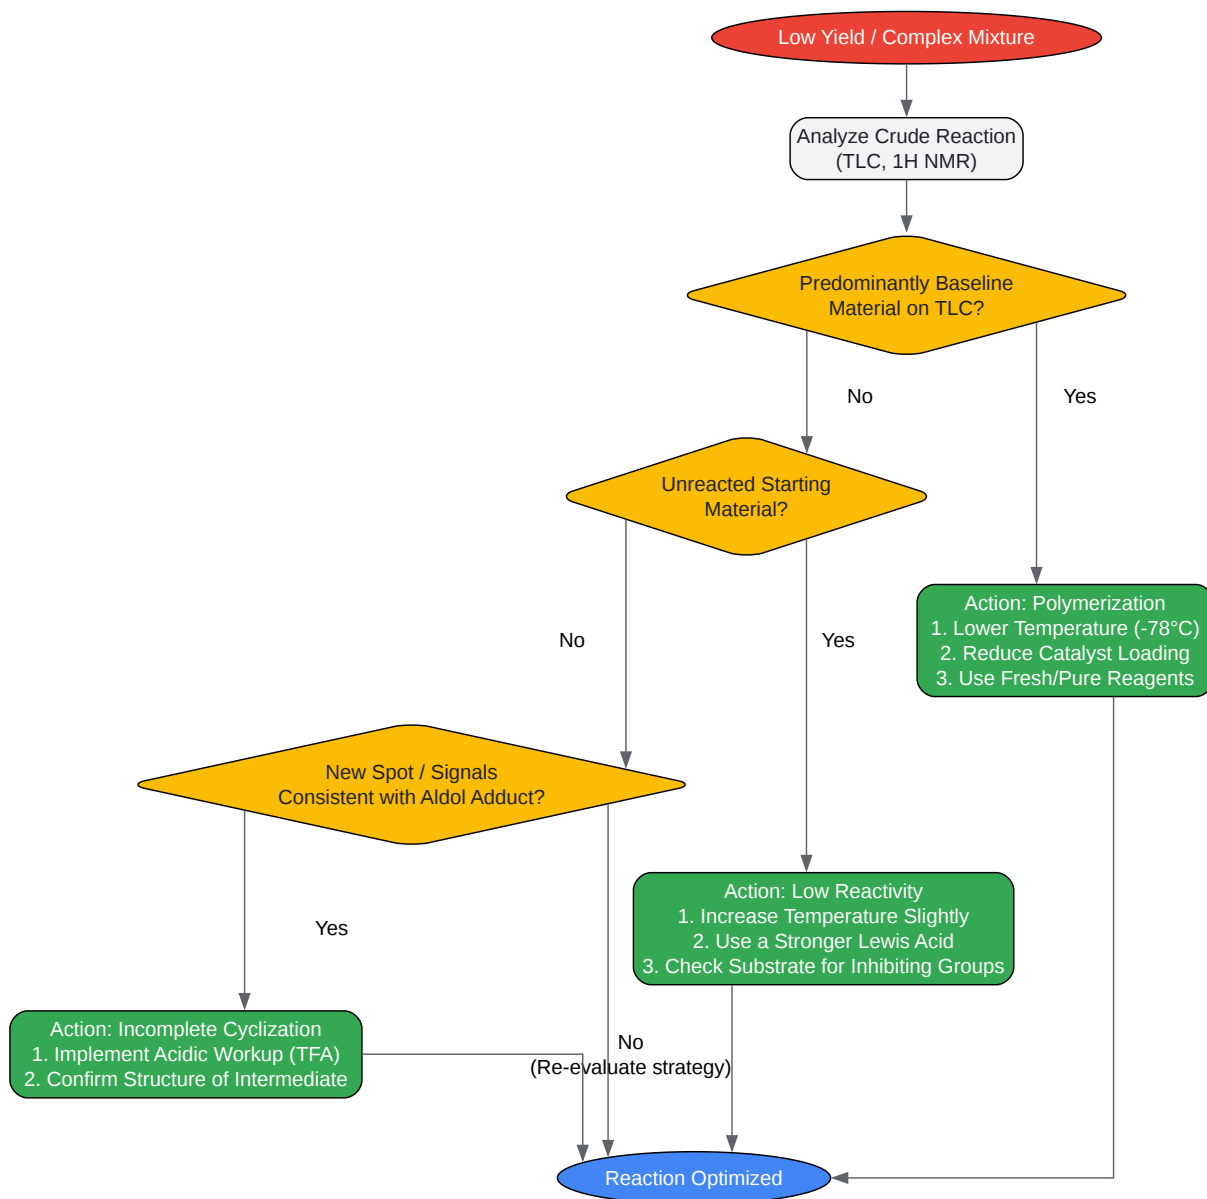 Low Yield / Complex Mixture
Analyze Crude Reaction
(TLC, 1H NMR)
Predominantly Baseline
Material on TLC?
No
Yes
Unreacted Starting
Material?
Action: Polymerization
1. Lower Temperature (-78°C)
2. Reduce Catalyst Loading
3. Use Fresh/Pure Reagents
No
Yes
New Spot / Signals
Consistent with Aldol Adduct?
Action: Low Reactivity
1. Increase Temperature Slightly
2. Use a Stronger Lewis Acid
3. Check Substrate for Inhibiting Groups
Yes
Action: Incomplete Cyclization
1. Implement Acidic Workup (TFA)
2. Confirm Structure of Intermediate
No
(Re-evaluate strategy)
Reaction Optimized